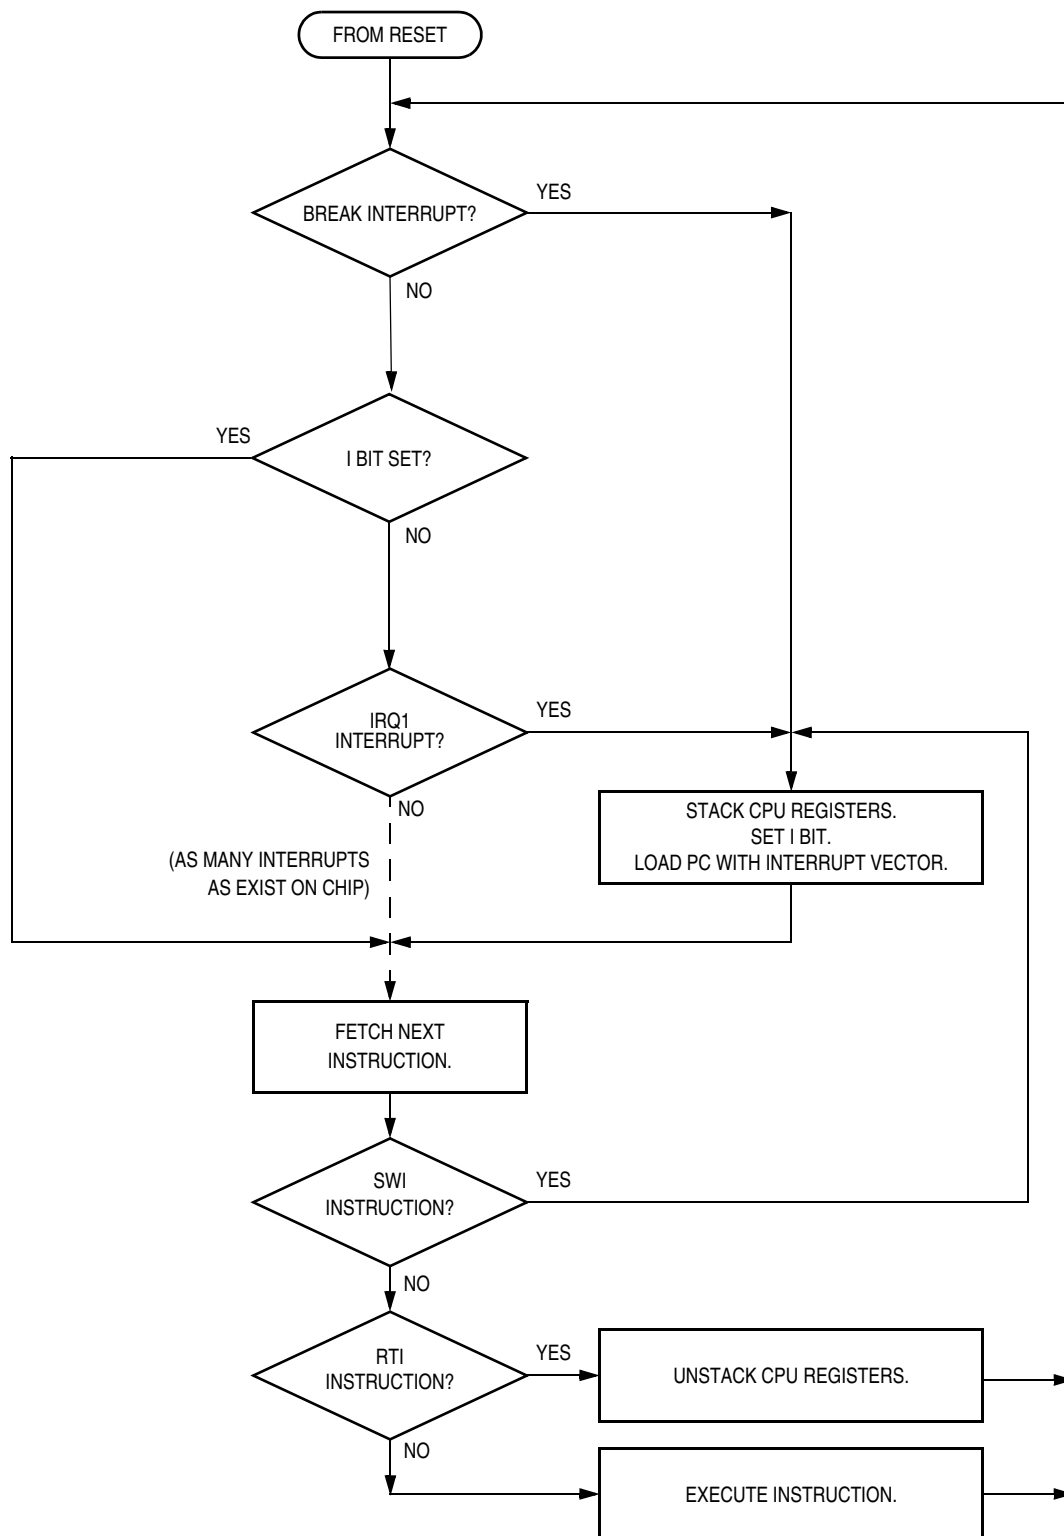 FROM RESET
BREAK INTERRUPT?
YES
NO
YES
I BIT SET?
NO
IRQ1
INTERRUPT?
YES
NO
(AS MANY INTERRUPTS
AS EXIST ON CHIP)
STACK CPU REGISTERS.
SET I BIT.
LOAD PC WITH INTERRUPT VECTOR.
FETCH NEXT
INSTRUCTION.
SWI
INSTRUCTION?
YES
NO
RTI
INSTRUCTION?
YES
UNSTACK CPU REGISTERS.
NO
EXECUTE INSTRUCTION.